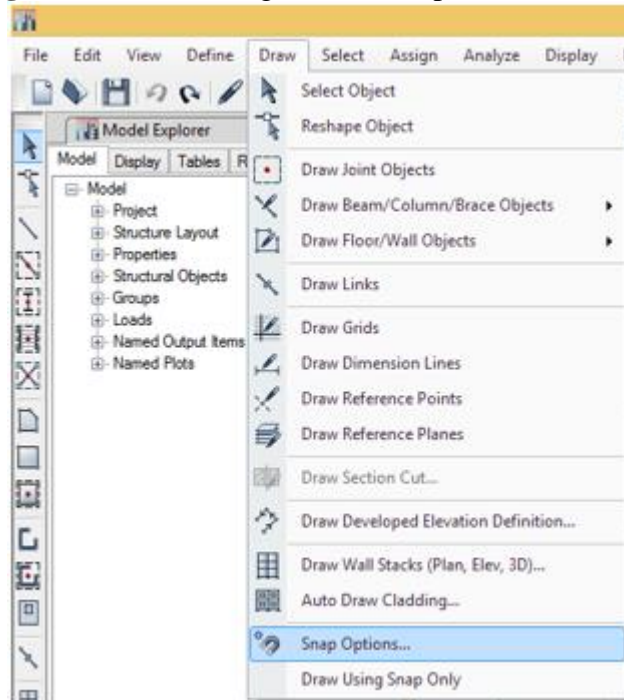 File Edit View Define Draw Select Assign Analyze Display
Model Explorer
Model Display Tables R
Model
Project
Structure Layout
Properties
Structural Objects
Groups
Loads
Named Output Items
Named Plots
Select Object
Reshape Object
Draw Joint Objects
Draw Beam/Column/Brace Objects
Draw Floor/Wall Objects
Draw Links
Draw Grids
Draw Dimension Lines
Draw Reference Points
Draw Reference Planes
Draw Section Cut...
Draw Developed Elevation Definition...
Draw Wall Stacks (Plan, Elev, 3D)...
Auto Draw Cladding...
Snap Options...
Draw Using Snap Only